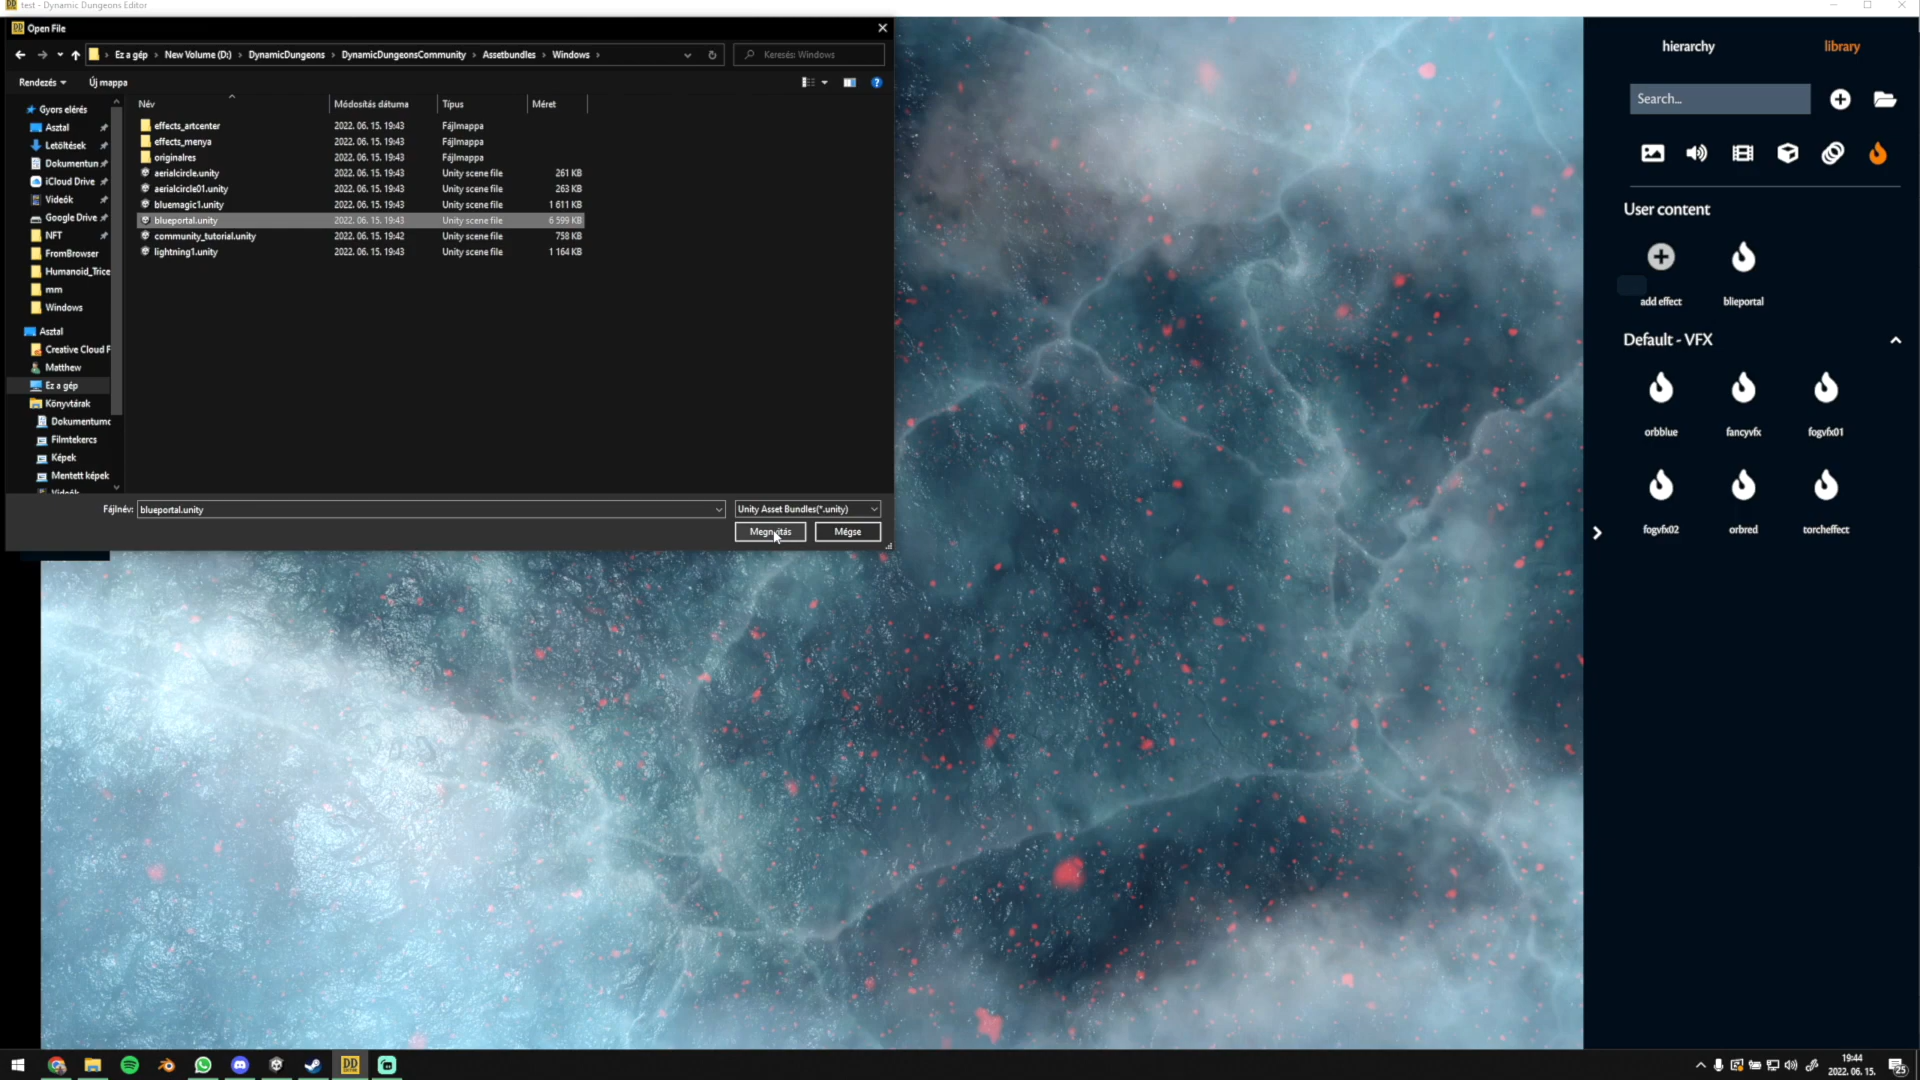 test - Dynamic Dungeons Editor
Open File
Ez a gép › New Volume (D:) › DynamicDungeons › DynamicDungeonsCommunity › Assetbundles › Windows ›
Keresés: Windows
Rendezés
Új mappa
Név
Módosítás dátuma
Típus
Méret
Gyors elérés
Asztal
Letöltések
Dokumentun
iCloud Drive
Videók
Google Drive
NFT
FromBrowser
Humanoid_Trice
mm
Windows
Asztal
Creative Cloud F
Matthew
Ez a gép
Könyvtárak
Dokumentumo
Filmtekercs
Képek
Mentett képek
Videók
effects_artcenter 2022. 06. 15. 19:43 Fájlmappa
effects_menya 2022. 06. 15. 19:43 Fájlmappa
originalres 2022. 06. 15. 19:43 Fájlmappa
aerialcircle.unity 2022. 06. 15. 19:43 Unity scene file 261 KB
aerialcircle01.unity 2022. 06. 15. 19:43 Unity scene file 263 KB
bluemagic1.unity 2022. 06. 15. 19:43 Unity scene file 1 611 KB
blueportal.unity 2022. 06. 15. 19:43 Unity scene file 6 599 KB
community_tutorial.unity 2022. 06. 15. 19:42 Unity scene file 758 KB
lightning1.unity 2022. 06. 15. 19:43 Unity scene file 1 164 KB
Fájlnév: blueportal.unity
Unity Asset Bundles(*.unity)
Megnyitás
Mégse
hierarchy
library
Search...
User content
add effect
blieportal
Default - VFX
orbblue
fancyvfx
fogvfx01
fogvfx02
orbred
torcheffect
DD
19:44
2022. 06. 15.
25